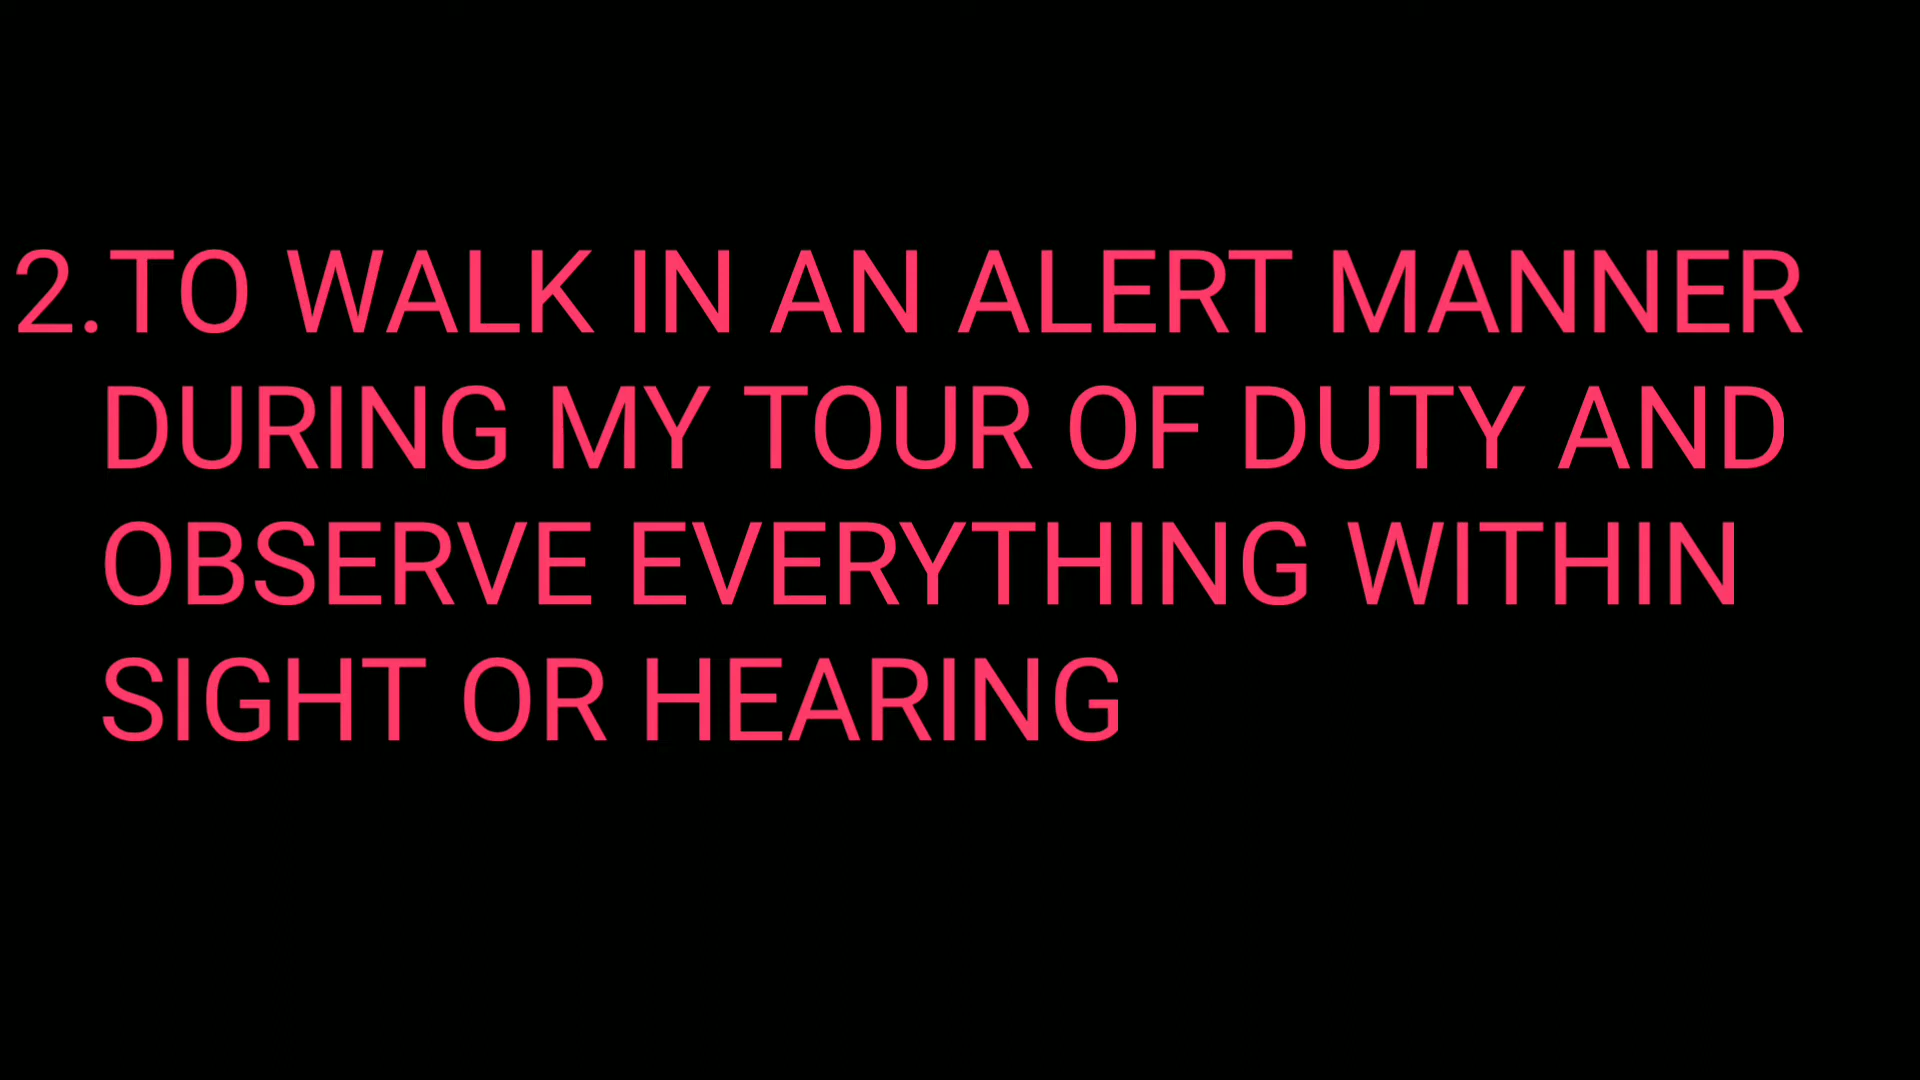 2.TO WALK IN AN ALERT MANNER
DURING MY TOUR OF DUTY AND
OBSERVE EVERYTHING WITHIN
SIGHT OR HEARING